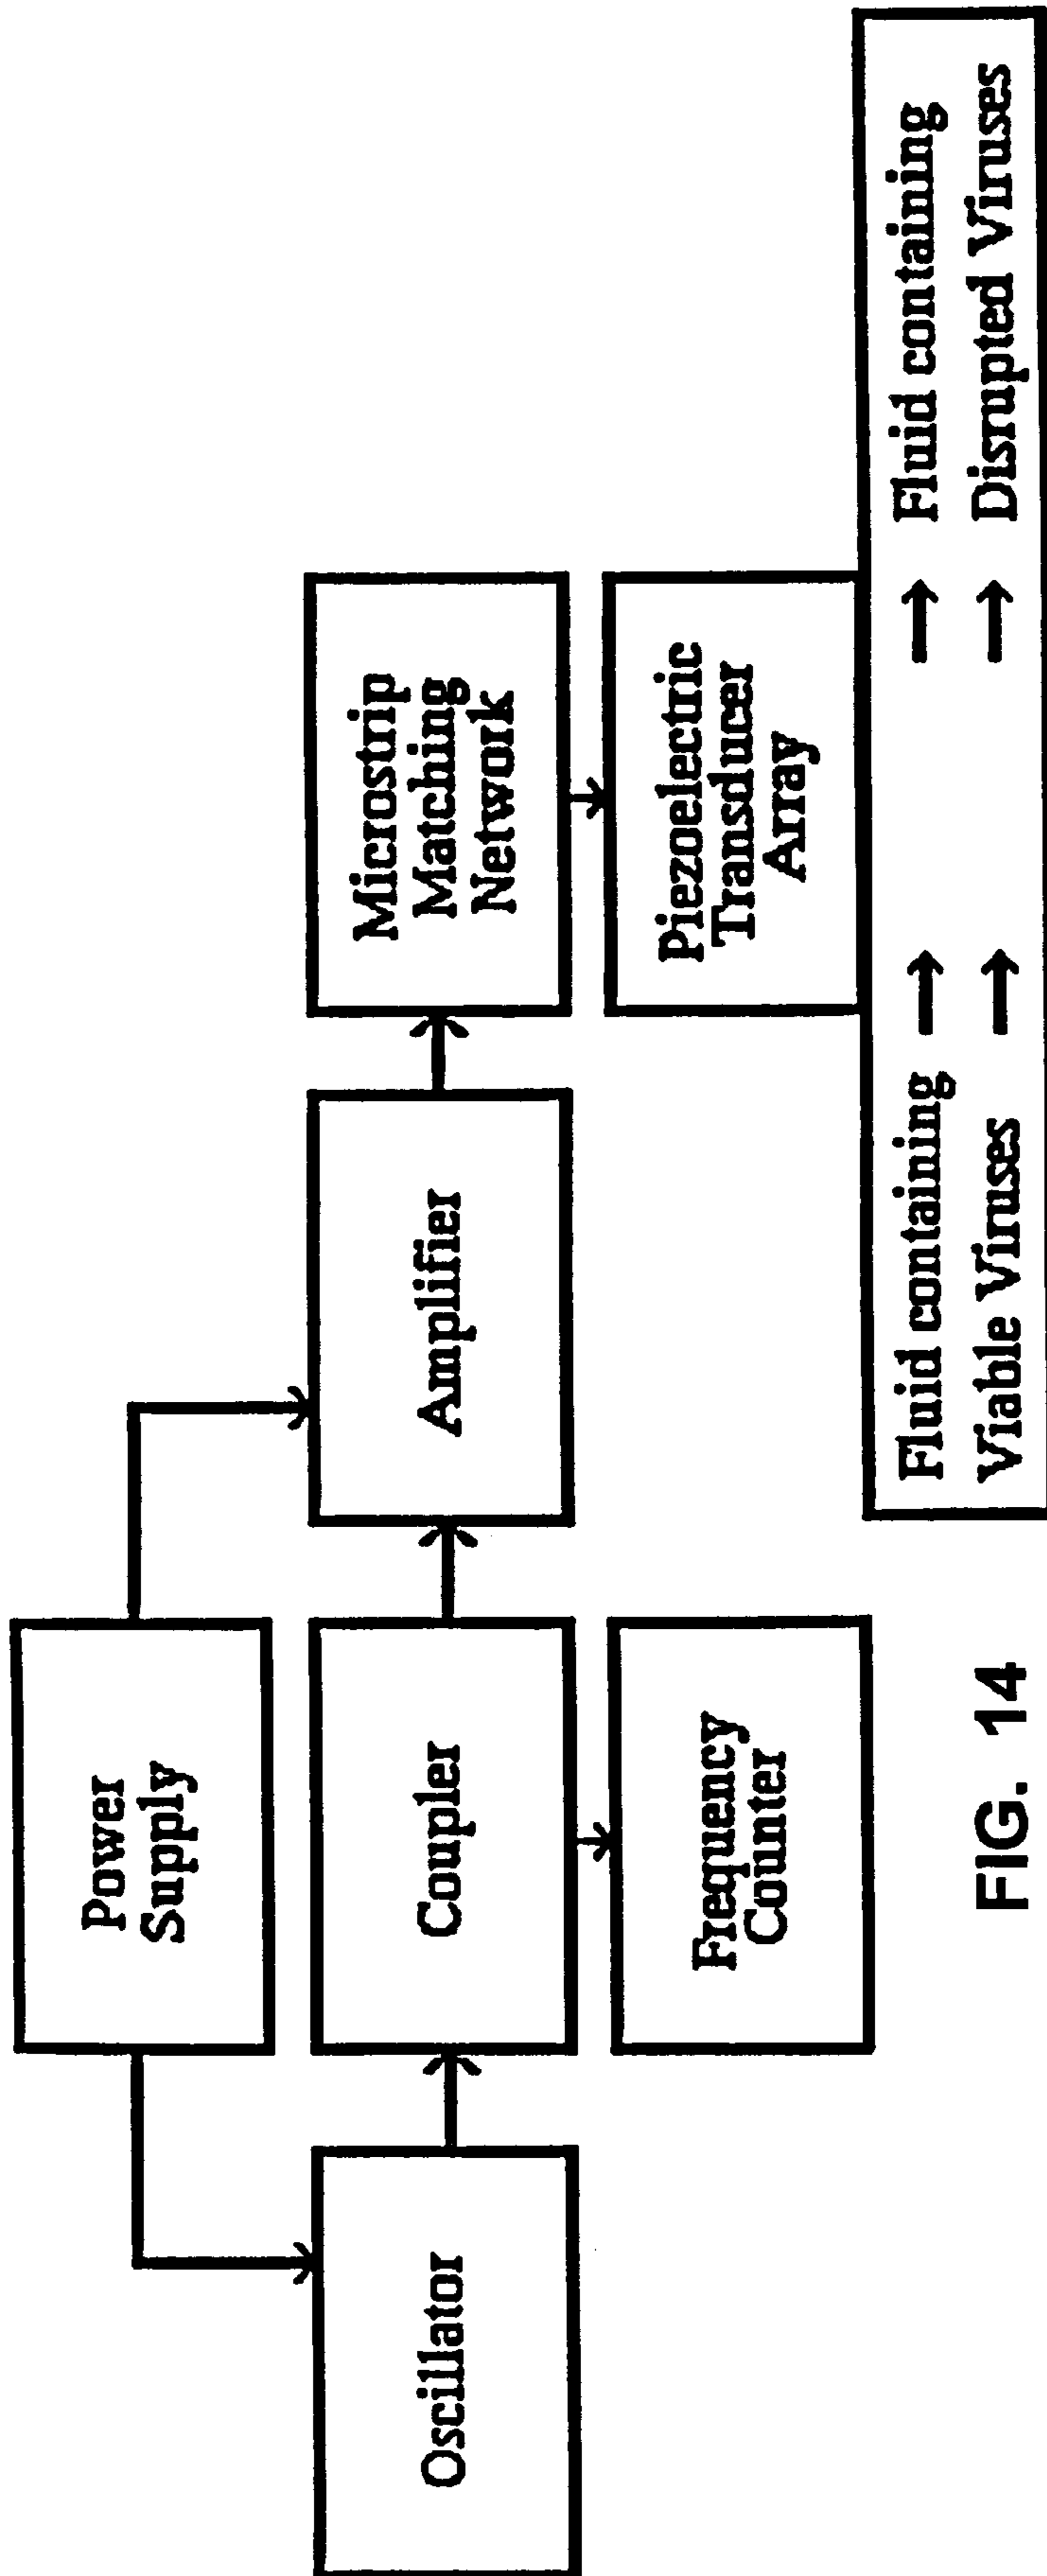 Power
Supply
Oscillator
Coupler
Amplifier
Microstrip
Matching
Network
Frequency
Counter
Piezoelectric
Transducer
Array
Fluid containing
Viable Viruses
Fluid containing
Disrupted Viruses
FIG. 14